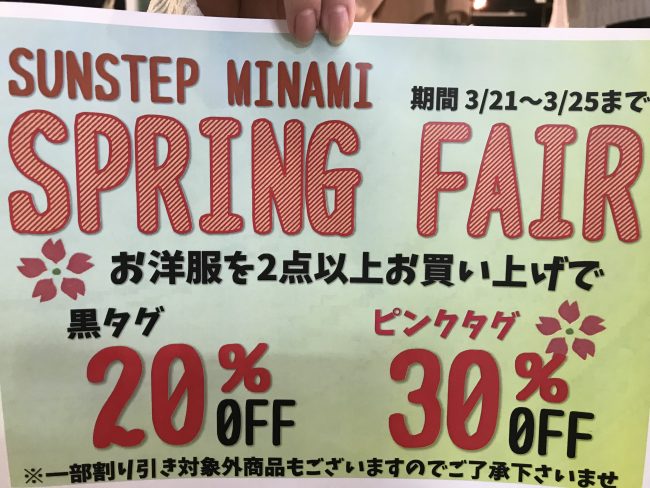 SUNSTEP MINAMI
期間 3/21～3/25まで
SPRING FAIR
お洋服を2点以上お買い上げで
黒タグ
20%OFF
ピンクタグ
30%OFF
※一部割り引き対象外商品もございますのでご了承下さいませ